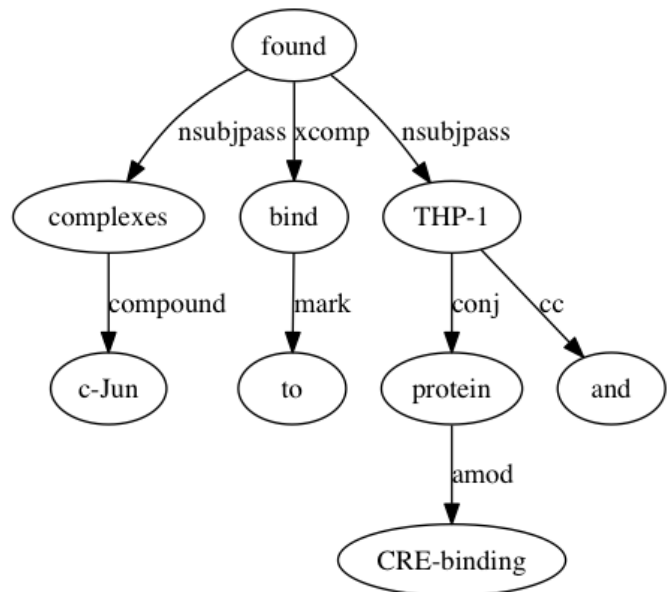 found
nsubjpass xcomp nsubjpass
complexes bind THP-1
compound mark conj cc
c-Jun to protein and
amod
CRE-binding